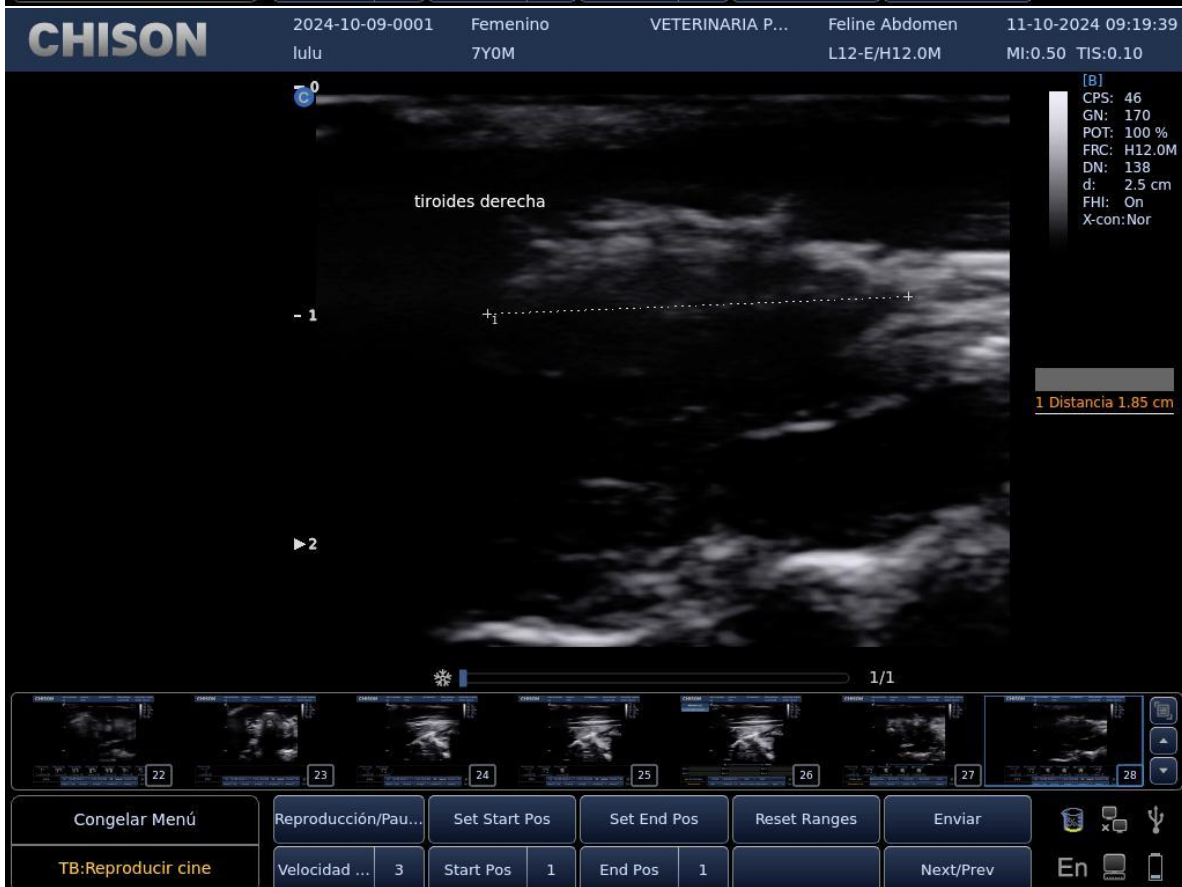 CHISON
2024-10-09-0001 Femenino VETERINARIA P... Feline Abdomen 11-10-2024 09:19:39
lulu 7Y0M L12-E/H12.0M MI:0.50 TIS:0.10
0
C
[B]
CPS: 46
GN: 170
POT: 100 %
FRC: H12.0M
DN: 138
d: 2.5 cm
FHI: On
X-con:Nor
tiroides derecha
1
1
1 Distancia 1.85 cm
2
1/1
22 23 24 25 26 27 28
Congelar Menú Reproducción/Pau... Set Start Pos Set End Pos Reset Ranges Enviar
TB:Reproducir cine Velocidad ... 3 Start Pos 1 End Pos 1 Next/Prev En